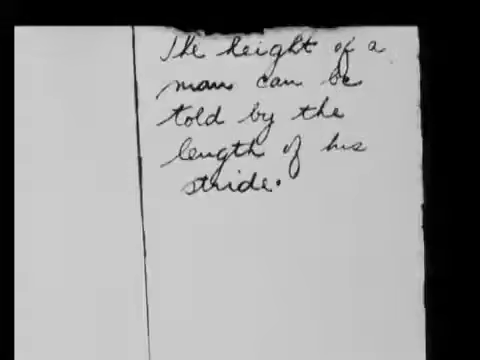 The height of a
man can be
told by the
length of his
stride.